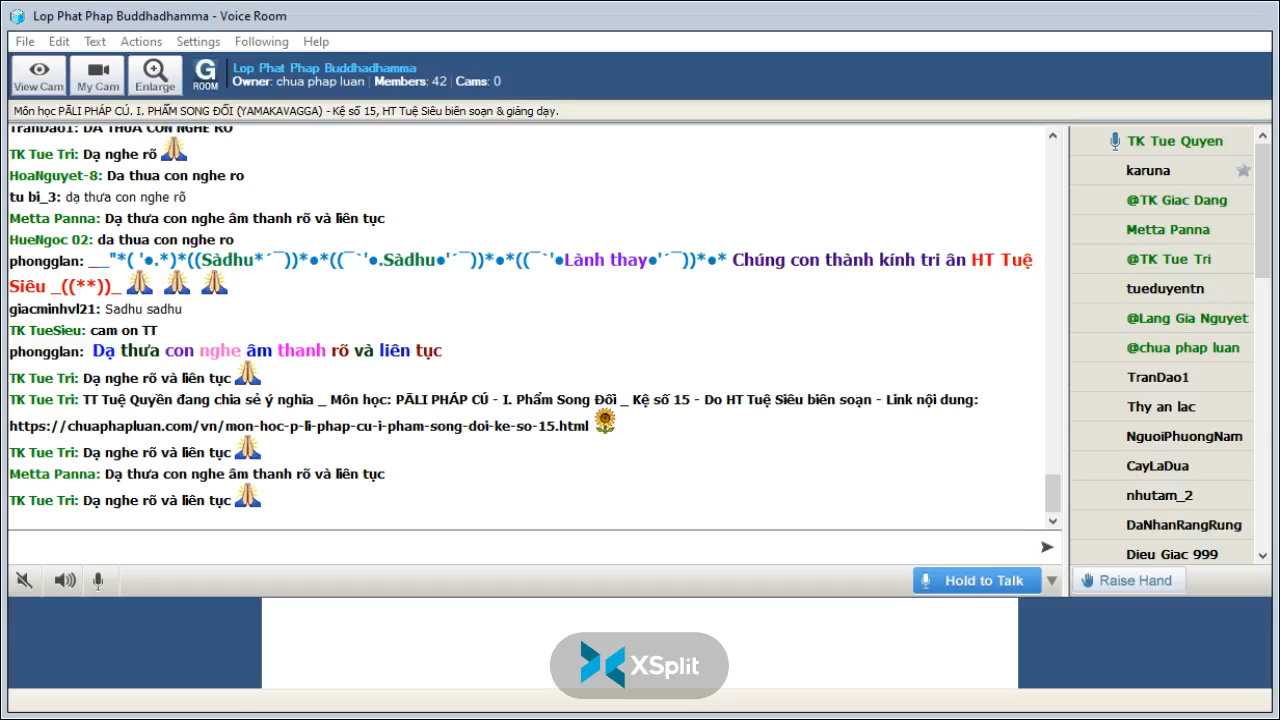 Lop Phat Phap Buddhadhamma - Voice Room
File Edit Text Actions Settings Following Help
View Cam My Cam Enlarge G ROOM
Lop Phat Phap Buddhadhamma
Owner: chua phap luan | Members: 42 | Cams: 0
Môn học PĀLI PHÁP CÚ. I. PHẨM SONG ĐỐI (YAMAKAVAGGA) - Kệ số 15, HT Tuệ Siêu biên soạn & giảng dạy.
TranDao1: DA THUA CON NGHE RO
TK Tue Tri: Dạ nghe rõ
HoaNguyet-8: Da thua con nghe ro
tu bi_3: dạ thưa con nghe rõ
Metta Panna: Dạ thưa con nghe âm thanh rõ và liên tục
HueNgoc 02: da thua con nghe ro
phongglan: __"*( '●.*)*((Sàdhu*´¯))*●*((¯`'●.Sàdhu●'´¯))*●*((¯`'●Lành thay●'´¯))*●* Chúng con thành kính tri ân HT Tuệ
Siêu _((**))_
giacminhvl21: Sadhu sadhu
TK TueSieu: cam on TT
phongglan: Dạ thưa con nghe âm thanh rõ và liên tục
TK Tue Tri: Dạ nghe rõ và liên tục
TK Tue Tri: TT Tuệ Quyền đang chia sẻ ý nghĩa _ Môn học: PĀLI PHÁP CÚ - I. Phẩm Song Đối _ Kệ số 15 - Do HT Tuệ Siêu biên soạn - Link nội dung:
https://chuaphapluan.com/vn/mon-hoc-p-li-phap-cu-i-pham-song-doi-ke-so-15.html
TK Tue Tri: Dạ nghe rõ và liên tục
Metta Panna: Dạ thưa con nghe âm thanh rõ và liên tục
TK Tue Tri: Dạ nghe rõ và liên tục
Hold to Talk
TK Tue Quyen
karuna
@TK Giac Dang
Metta Panna
@TK Tue Tri
tueduyentn
@Lang Gia Nguyet
@chua phap luan
TranDao1
Thy an lac
NguoiPhuongNam
CayLaDua
nhutam_2
DaNhanRangRung
Dieu Giac 999
Raise Hand
XSplit